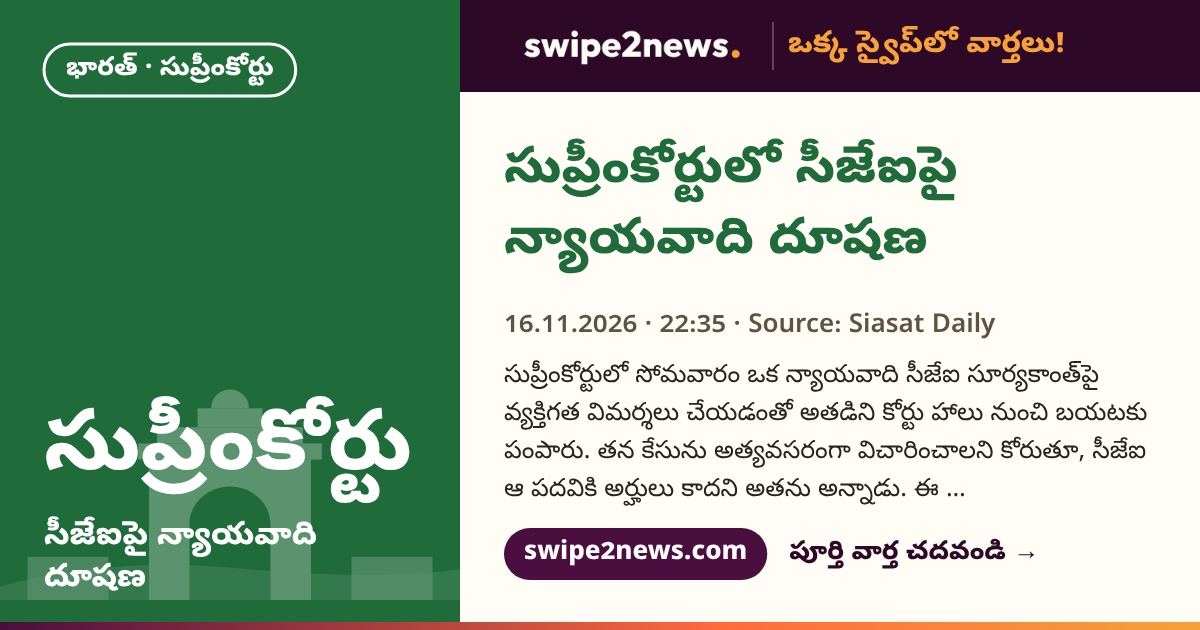 భారత్ · సుప్రీంకోర్టు
సుప్రీంకోర్టు
సీజేఐపై న్యాయవాది
దూషణ
swipe2news. ఒక్క స్వైప్‌లో వార్తలు!
సుప్రీంకోర్టులో సీజేఐపై
న్యాయవాది దూషణ
16.11.2026 · 22:35 · Source: Siasat Daily
సుప్రీంకోర్టులో సోమవారం ఒక న్యాయవాది సీజేఐ సూర్యకాంత్‌పై
వ్యక్తిగత విమర్శలు చేయడంతో అతడిని కోర్టు హాలు నుంచి బయటకు
పంపారు. తన కేసును అత్యవసరంగా విచారించాలని కోరుతూ, సీజేఐ
ఆ పదవికి అర్హులు కాదని అతను అన్నాడు. ఈ ...
swipe2news.com పూర్తి వార్త చదవండి →